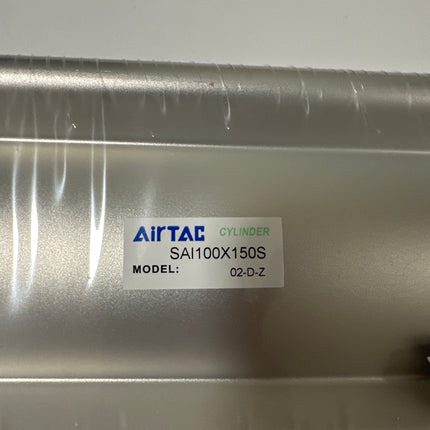 AirTAC CYLINDER
SAI100X150S
MODEL: 02-D-Z